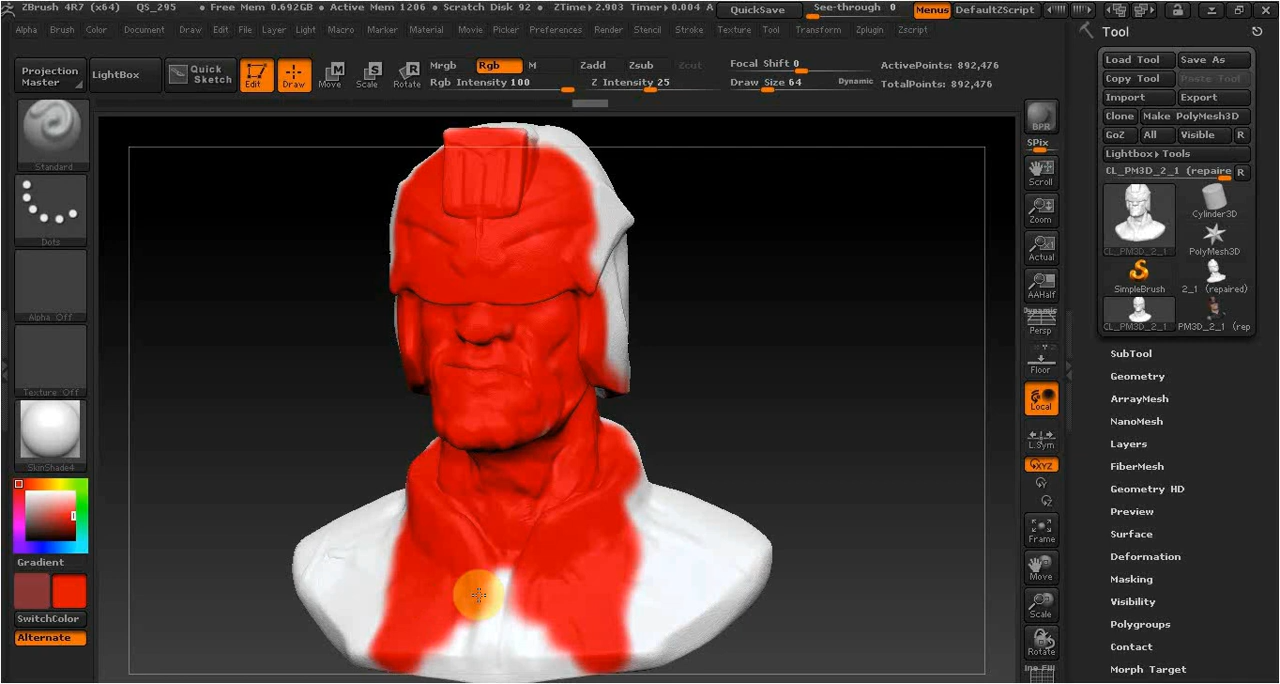 ZBrush 4R7 (x64) QS_295 • Free Mem 0.692GB • Active Mem 1206 • Scratch Disk 92 • ZTime▸2.903 Timer▸0.004 A QuickSave See-through 0 Menus DefaultZScript
Alpha Brush Color Document Draw Edit File Layer Light Macro Marker Material Movie Picker Preferences Render Stencil Stroke Texture Tool Transform Zplugin Zscript
Tool
Projection Master
LightBox
Quick Sketch
Edit
Draw
Move
Scale
Rotate
Mrgb Rgb M Zadd Zsub Zcut
Rgb Intensity 100 Z Intensity 25
Focal Shift 0
Draw Size 64 Dynamic
ActivePoints: 892,476
TotalPoints: 892,476
Standard
Dots
Alpha Off
Texture Off
SkinShade4
Gradient
SwitchColor
Alternate
BPR
SPix
Scroll
Zoom
Actual
AAHalf
Dynamic
Persp
Floor
Local
L.Sym
XYZ
Frame
Move
Scale
Rotate
Load Tool Save As
Copy Tool Paste Tool
Import Export
Clone Make PolyMesh3D
GoZ All Visible R
Lightbox▸Tools
CL_PM3D_2_1 (repaire R
Cylinder3D
CL_PM3D_2_1 PolyMesh3D
SimpleBrush 2_1 (repaired)
CL_PM3D_2_1 PM3D_2_1 (rep
SubTool
Geometry
ArrayMesh
NanoMesh
Layers
FiberMesh
Geometry HD
Preview
Surface
Deformation
Masking
Visibility
Polygroups
Contact
Morph Target